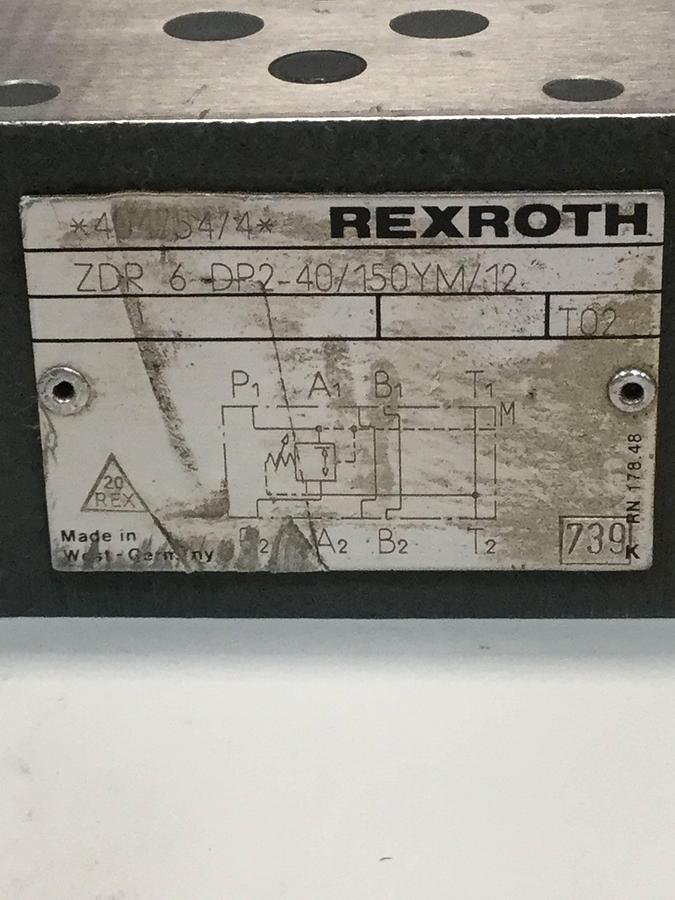 REXROTH
ZDR 6 DP2-40/150YM/12
T02
P1 A1 B1 T1
M
20
REX
RN 178.48
Made in
West-Germany
A2 B2 T2
739
K